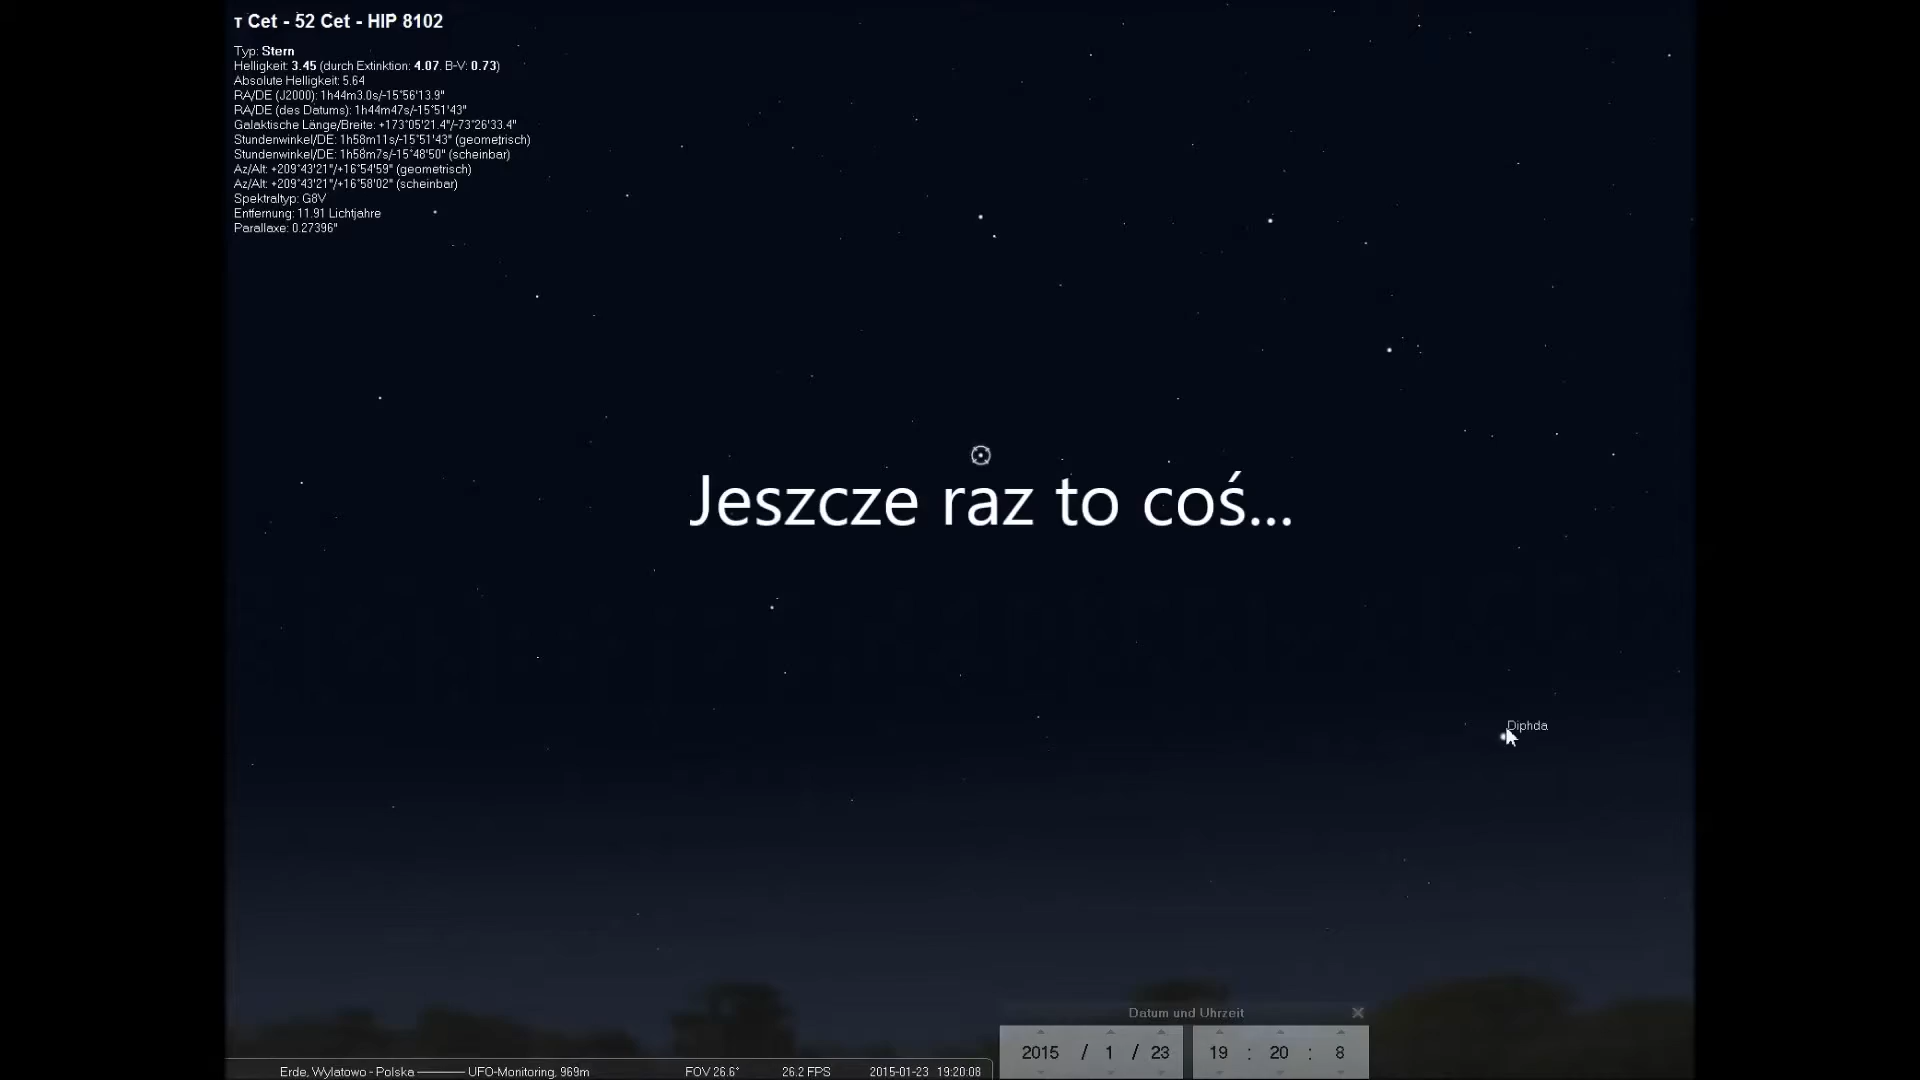 τ Cet - 52 Cet - HIP 8102
Typ: Stern
Helligkeit: 3.45 (durch Extinktion: 4.07. B-V: 0.73)
Absolute Helligkeit: 5.64
RA/DE (J2000): 1h44m3.0s/-15°56'13.9"
RA/DE (des Datums): 1h44m47s/-15°51'43"
Galaktische Länge/Breite: +173°05'21.4"/-73°26'33.4"
Stundenwinkel/DE: 1h58m11s/-15°51'43" (geometrisch)
Stundenwinkel/DE: 1h58m7s/-15°48'50" (scheinbar)
Az/Alt: +209°43'21"/+16°54'59" (geometrisch)
Az/Alt: +209°43'21"/+16°58'02" (scheinbar)
Spektraltyp: G8V
Entfernung: 11.91 Lichtjahre
Parallaxe: 0.27396"
Jeszcze raz to coś...
Diphda
Datum und Uhrzeit
2015 / 1 / 23 19 : 20 : 8
Erde, Wylatowo - Polska ——— UFO-Monitoring, 969m FOV 26.6° 26.2 FPS 2015-01-23 19:20:08